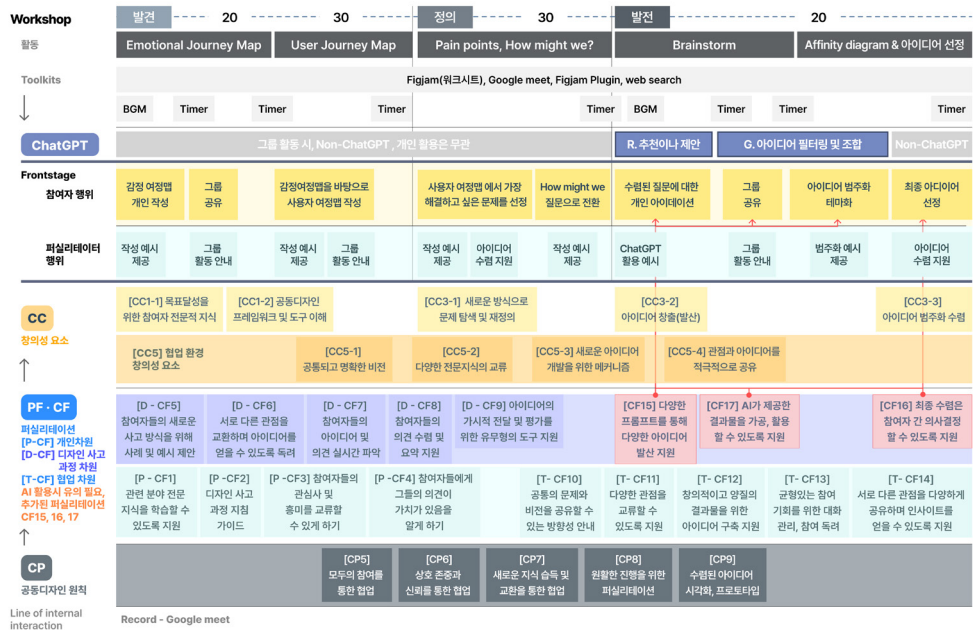 Workshop
발견
20
30
정의
30
발전
20
활동
Emotional Journey Map
User Journey Map
Pain points, How might we?
Brainstorm
Affinity diagram & 아이디어 선정
Toolkits
Figjam(워크시트), Google meet, Figjam Plugin, web search
BGM
Timer
Timer
Timer
Timer
BGM
Timer
Timer
Timer
ChatGPT
그룹 활동 시, Non-ChatGPT , 개인 활용은 무관
R. 추천이나 제안
G. 아이디어 필터링 및 조합
Non-ChatGPT
Frontstage
참여자 행위
감정 여정맵
개인 작성
그룹
공유
감정여정맵을 바탕으로
사용자 여정맵 작성
사용자 여정맵 에서 가장
해결하고 싶은 문제를 선정
How might we
질문으로 전환
수렴된 질문에 대한
개인 아이데이션
그룹
공유
아이디어 범주화
테마화
최종 아디이어
선정
퍼실리테이터
행위
작성 예시
제공
그룹
활동 안내
작성 예시
제공
그룹
활동 안내
작성 예시
제공
아이디어
수렴 지원
작성 예시
제공
ChatGPT
활용 예시
그룹
활동 안내
범주화 예시
제공
아이디어
수렴 지원
CC
창의성 요소
[CC1-1] 목표달성을
위한 참여자 전문적 지식
[CC1-2] 공동디자인
프레임워크 및 도구 이해
[CC3-1] 새로운 방식으로
문제 탐색 및 재정의
[CC3-2]
아이디어 창출(발산)
[CC3-3]
아이디어 범주화 수렴
[CC5] 협업 환경
창의성 요소
[CC5-1]
공통되고 명확한 비전
[CC5-2]
다양한 전문지식의 교류
[CC5-3] 새로운 아이디어
개발을 위한 메커니즘
[CC5-4] 관점과 아이디어를
적극적으로 공유
PF · CF
퍼실리테이션
[P-CF] 개인차원
[D-CF] 디자인 사고
과정 차원
[T-CF] 협업 차원
AI 활용시 유의 필요,
추가된 퍼실리테이션
CF15, 16, 17
[D - CF5]
참여자들의 새로운
사고 방식을 위해
사례 및 예시 제안
[D - CF6]
서로 다른 관점을
교환하며 아이디어를
얻을 수 있도록 독려
[D - CF7]
참여자들의
아이디어 및
의견 실시간 파악
[D - CF8]
참여자들의
의견 수렴 및
요약 지원
[D - CF9] 아이디어의
가시적 전달 및 평가를
위한 유무형의 도구 지원
[CF15] 다양한
프롬프트를 통해
다양한 아이디어
발산 지원
[CF17] AI가 제공한
결과물을 가공, 활용
할 수 있도록 지원
[CF16] 최종 수렴은
참여자 간 의사결정
할 수 있도록 지원
[P - CF1]
관련 분야 전문
지식을 학습할 수
있도록 지원
[P -CF2]
디자인 사고
과정 지침
가이드
[P -CF3] 참여자들의
관심사 및
흥미를 교류할
수 있게 하기
[P -CF4] 참여자들에게
그들의 의견이
가치가 있음을
알게 하기
[T- CF10]
공통의 문제와
비전을 공유할 수
있는 방향성 안내
[T- CF11]
다양한 관점을
교류할 수
있도록 지원
[T- CF12]
창의적이고 양질의
결과물을 위한
아이디어 구축 지원
[T- CF13]
균형있는 참여
기회를 위한 대화
관리, 참여 독려
[T- CF14]
서로 다른 관점을 다양하게
공유하며 인사이트를
얻을 수 있도록 지원
CP
공동디자인 원칙
[CP5]
모두의 참여를
통한 협업
[CP6]
상호 존중과
신뢰를 통한 협업
[CP7]
새로운 지식 습득 및
교환을 통한 협업
[CP8]
원활한 진행을 위한
퍼실리테이션
[CP9]
수렴된 아이디어
시각화, 프로토타입
Line of internal
interaction
Record - Google meet